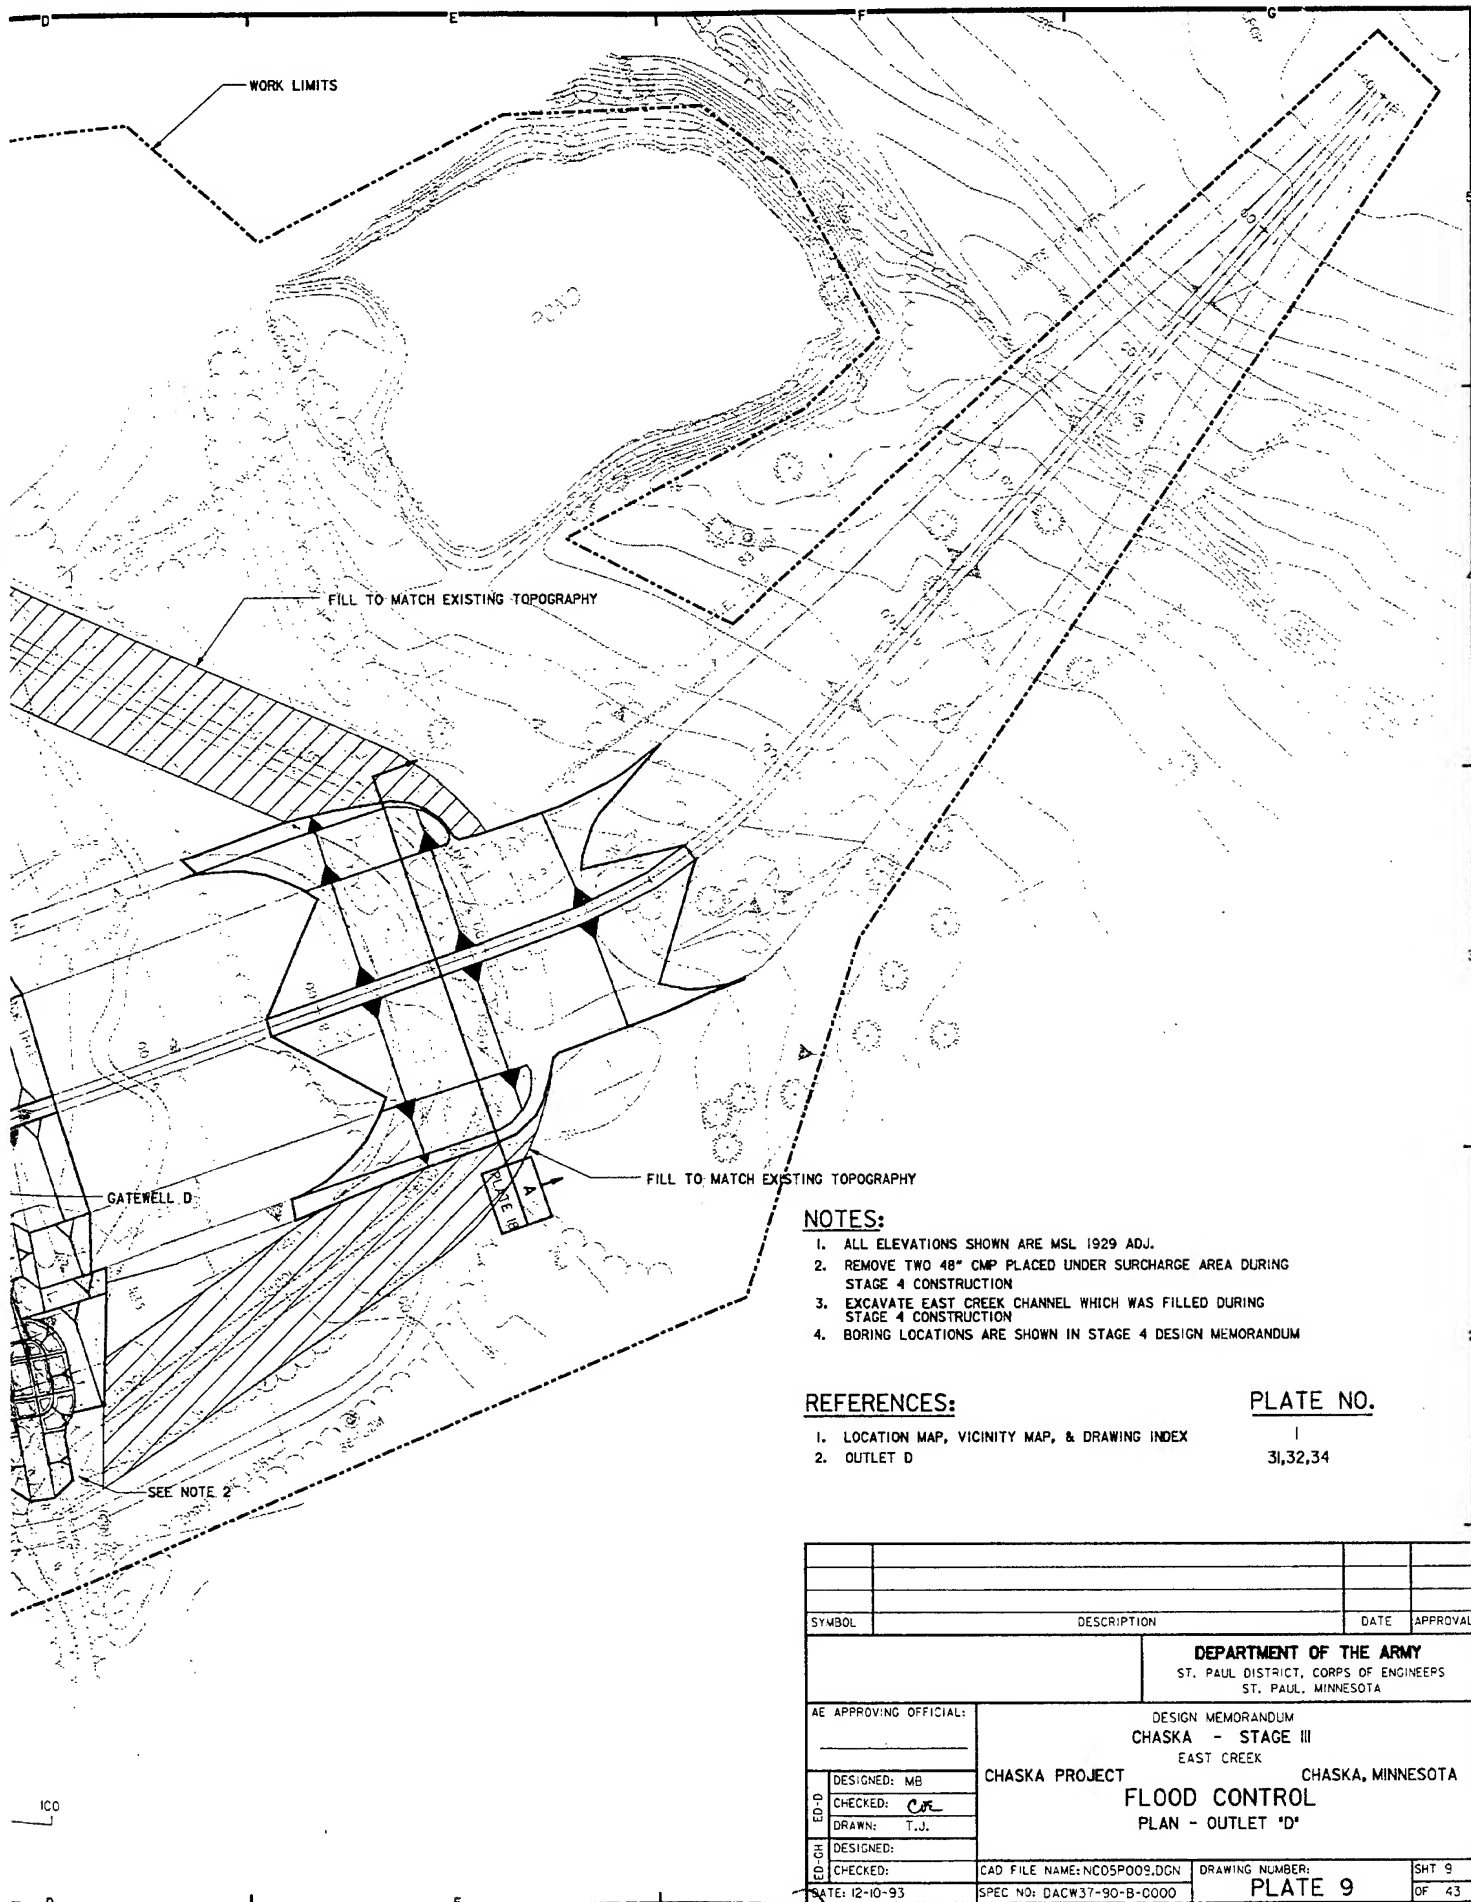 D E F G
WORK LIMITS
POND
FILL TO MATCH EXISTING TOPOGRAPHY
FILL TO MATCH EXISTING TOPOGRAPHY
A
PLATE 18
GATEWELL D
SEE NOTE 2
NOTES:
1. ALL ELEVATIONS SHOWN ARE MSL 1929 ADJ.
2. REMOVE TWO 48" CMP PLACED UNDER SURCHARGE AREA DURING
STAGE 4 CONSTRUCTION
3. EXCAVATE EAST CREEK CHANNEL WHICH WAS FILLED DURING
STAGE 4 CONSTRUCTION
4. BORING LOCATIONS ARE SHOWN IN STAGE 4 DESIGN MEMORANDUM
REFERENCES: PLATE NO.
1. LOCATION MAP, VICINITY MAP, & DRAWING INDEX 1
2. OUTLET D 31,32,34
SYMBOL DESCRIPTION DATE APPROVAL
DEPARTMENT OF THE ARMY
ST. PAUL DISTRICT, CORPS OF ENGINEERS
ST. PAUL, MINNESOTA
AE APPROVING OFFICIAL:
DESIGN MEMORANDUM
CHASKA - STAGE III
EAST CREEK
CHASKA PROJECT CHASKA, MINNESOTA
FLOOD CONTROL
PLAN - OUTLET "D"
ED-D
DESIGNED: MB
CHECKED:
DRAWN: T.J.
ED-GH
DESIGNED:
CHECKED:
DATE: 12-10-93
CAD FILE NAME: NC05P009.DGN
SPEC NO: DACW37-90-B-0000
DRAWING NUMBER:
PLATE 9
SHT 9
OF 43
100